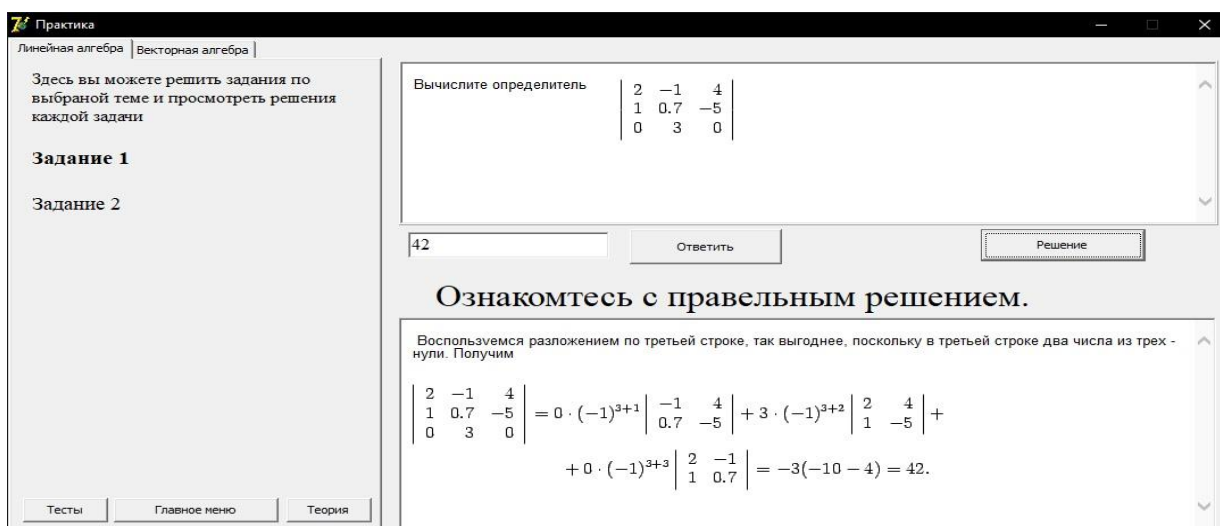 Практика
Линейная алгебра Векторная алгебра
Здесь вы можете решить задания по
выбраной теме и просмотреть решения
каждой задачи
Задание 1
Задание 2
Тесты Главное меню Теория
Вычислите определитель
| 2 −1 4 |
| 1 0.7 −5 |
| 0 3 0 |
42 Ответить Решение
Ознакомтесь с правельным решением.
Воспользуемся разложением по третьей строке, так выгоднее, поскольку в третьей строке два числа из трех -
нули. Получим
| 2 −1 4 |
| 1 0.7 −5 | = 0 · (−1)³⁺¹ | −1 4 ; 0.7 −5 | + 3 · (−1)³⁺² | 2 4 ; 1 −5 | +
| 0 3 0 |
+ 0 · (−1)³⁺³ | 2 −1 ; 1 0.7 | = −3(−10 − 4) = 42.